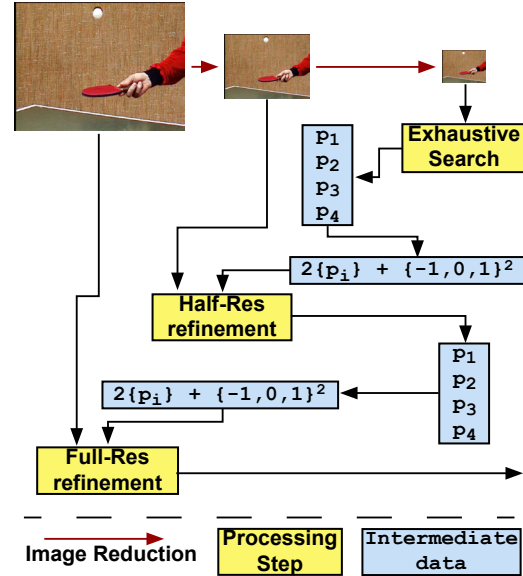 Exhaustive
Search
p₁
p₂
p₃
p₄
2{pᵢ} + {-1,0,1}²
Half-Res
refinement
p₁
p₂
p₃
p₄
2{pᵢ} + {-1,0,1}²
Full-Res
refinement
Image Reduction
Processing
Step
Intermediate
data